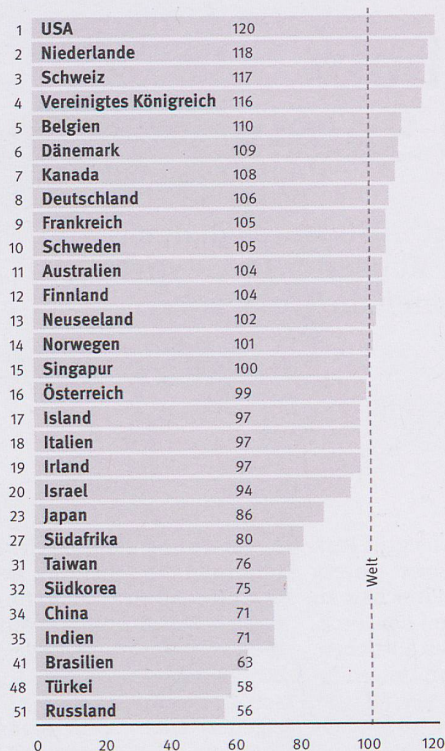 1 USA 120
2 Niederlande 118
3 Schweiz 117
4 Vereinigtes Königreich 116
5 Belgien 110
6 Dänemark 109
7 Kanada 108
8 Deutschland 106
9 Frankreich 105
10 Schweden 105
11 Australien 104
12 Finnland 104
13 Neuseeland 102
14 Norwegen 101
15 Singapur 100
16 Österreich 99
17 Island 97
18 Italien 97
19 Irland 97
20 Israel 94
23 Japan 86
27 Südafrika 80
31 Taiwan 76
32 Südkorea 75
34 China 71
35 Indien 71
41 Brasilien 63
48 Türkei 58
51 Russland 56
Welt
0 20 40 60 80 100 120